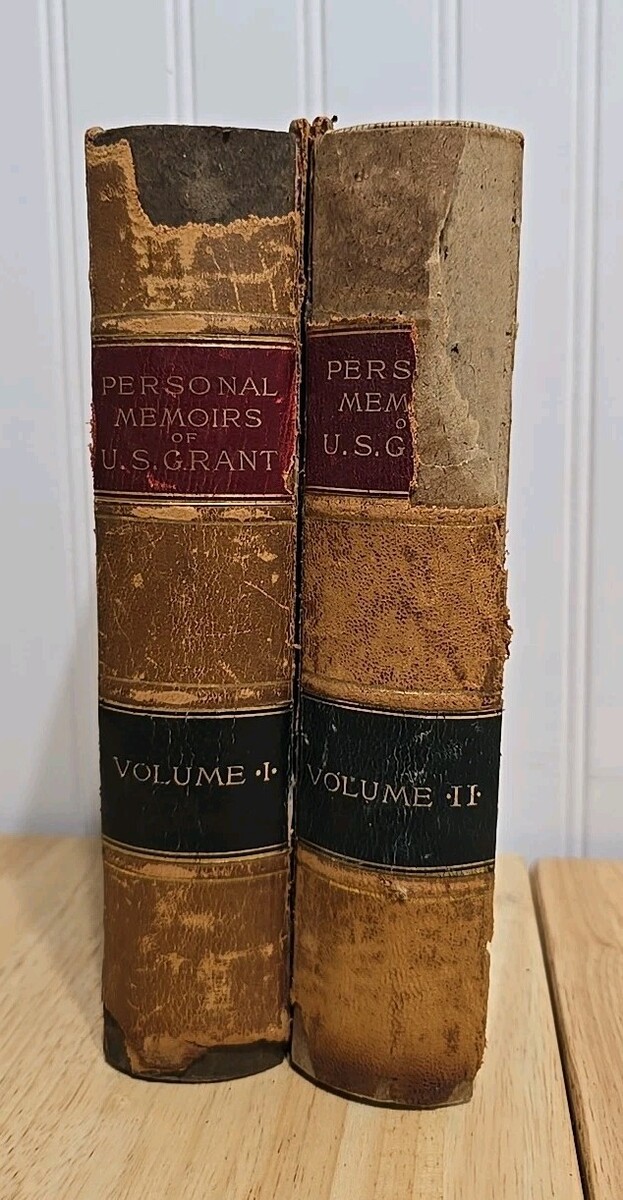 PERSONAL
MEMOIRS
OF
U.S.GRANT
VOLUME ·I·
PERS
MEM
O
U.S.G
VOLUME ·II·